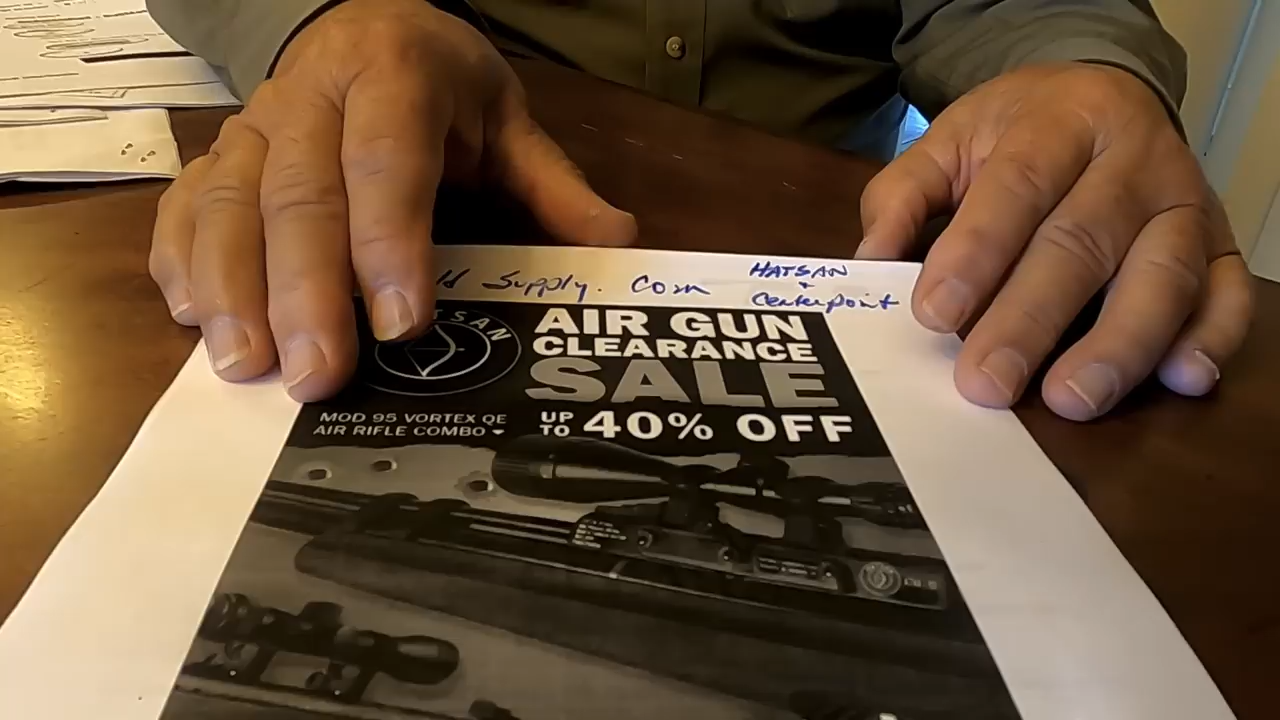 Supply. Com
HATSAN
+
Centerpoint
AIR GUN
CLEARANCE
SALE
MOD 95 VORTEX QE
AIR RIFLE COMBO
UP
TO 40% OFF